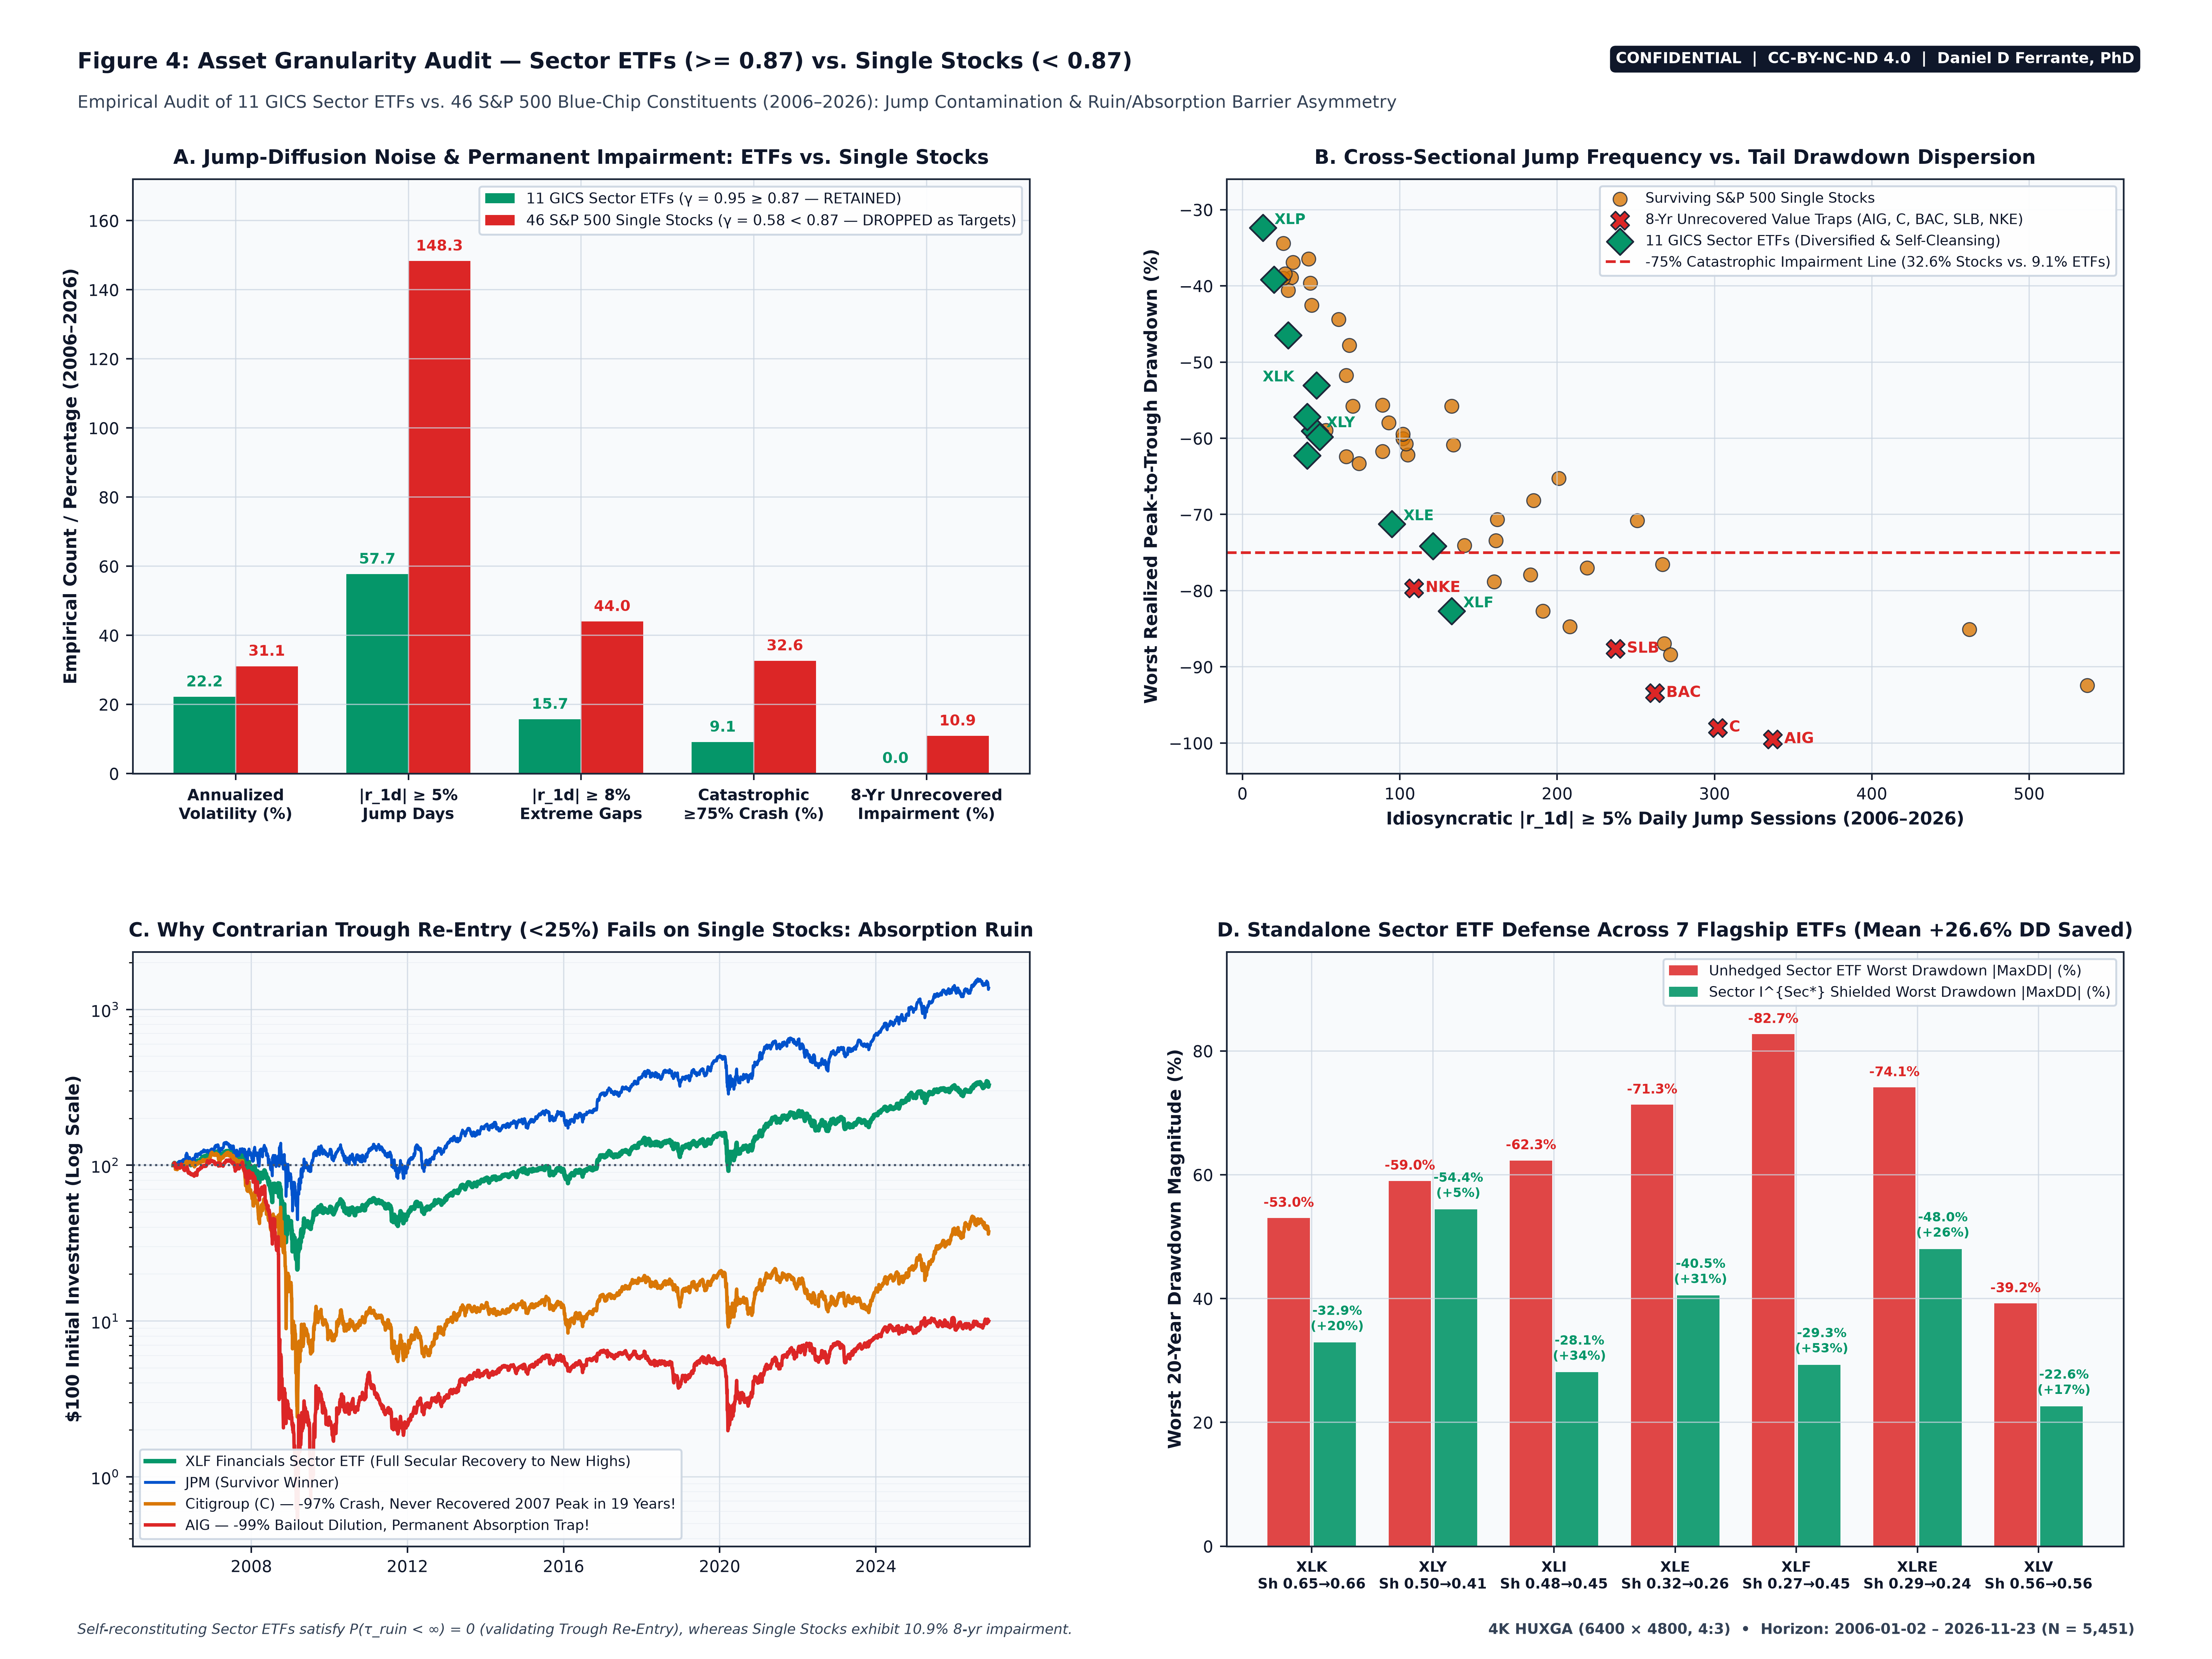 Figure 4: Asset Granularity Audit — Sector ETFs (>= 0.87) vs. Single Stocks (< 0.87)
CONFIDENTIAL | CC-BY-NC-ND 4.0 | Daniel D Ferrante, PhD
Empirical Audit of 11 GICS Sector ETFs vs. 46 S&P 500 Blue-Chip Constituents (2006–2026): Jump Contamination & Ruin/Absorption Barrier Asymmetry
A. Jump-Diffusion Noise & Permanent Impairment: ETFs vs. Single Stocks
11 GICS Sector ETFs (γ = 0.95 ≥ 0.87 — RETAINED)
46 S&P 500 Single Stocks (γ = 0.58 < 0.87 — DROPPED as Targets)
Empirical Count / Percentage (2006–2026)
160
140
120
100
80
60
40
20
0
22.2
31.1
57.7
148.3
15.7
44.0
9.1
32.6
0.0
10.9
Annualized
Volatility (%)
|r_1d| ≥ 5%
Jump Days
|r_1d| ≥ 8%
Extreme Gaps
Catastrophic
≥75% Crash (%)
8-Yr Unrecovered
Impairment (%)
B. Cross-Sectional Jump Frequency vs. Tail Drawdown Dispersion
Surviving S&P 500 Single Stocks
8-Yr Unrecovered Value Traps (AIG, C, BAC, SLB, NKE)
11 GICS Sector ETFs (Diversified & Self-Cleansing)
-75% Catastrophic Impairment Line (32.6% Stocks vs. 9.1% ETFs)
Worst Realized Peak-to-Trough Drawdown (%)
−30
−40
−50
−60
−70
−80
−90
−100
XLP
XLK
XLY
XLE
NKE
XLF
SLB
BAC
C
AIG
0
100
200
300
400
500
Idiosyncratic |r_1d| ≥ 5% Daily Jump Sessions (2006–2026)
C. Why Contrarian Trough Re-Entry (<25%) Fails on Single Stocks: Absorption Ruin
$100 Initial Investment (Log Scale)
10³
10²
10¹
10⁰
XLF Financials Sector ETF (Full Secular Recovery to New Highs)
JPM (Survivor Winner)
Citigroup (C) — -97% Crash, Never Recovered 2007 Peak in 19 Years!
AIG — -99% Bailout Dilution, Permanent Absorption Trap!
2008
2012
2016
2020
2024
D. Standalone Sector ETF Defense Across 7 Flagship ETFs (Mean +26.6% DD Saved)
Unhedged Sector ETF Worst Drawdown |MaxDD| (%)
Sector I^{Sec*} Shielded Worst Drawdown |MaxDD| (%)
Worst 20-Year Drawdown Magnitude (%)
80
60
40
20
0
-53.0%
-32.9%
(+20%)
-59.0%
-54.4%
(+5%)
-62.3%
-28.1%
(+34%)
-71.3%
-40.5%
(+31%)
-82.7%
-29.3%
(+53%)
-74.1%
-48.0%
(+26%)
-39.2%
-22.6%
(+17%)
XLK
Sh 0.65→0.66
XLY
Sh 0.50→0.41
XLI
Sh 0.48→0.45
XLE
Sh 0.32→0.26
XLF
Sh 0.27→0.45
XLRE
Sh 0.29→0.24
XLV
Sh 0.56→0.56
Self-reconstituting Sector ETFs satisfy P(τ_ruin < ∞) = 0 (validating Trough Re-Entry), whereas Single Stocks exhibit 10.9% 8-yr impairment.
4K HUXGA (6400 × 4800, 4:3) • Horizon: 2006-01-02 – 2026-11-23 (N = 5,451)